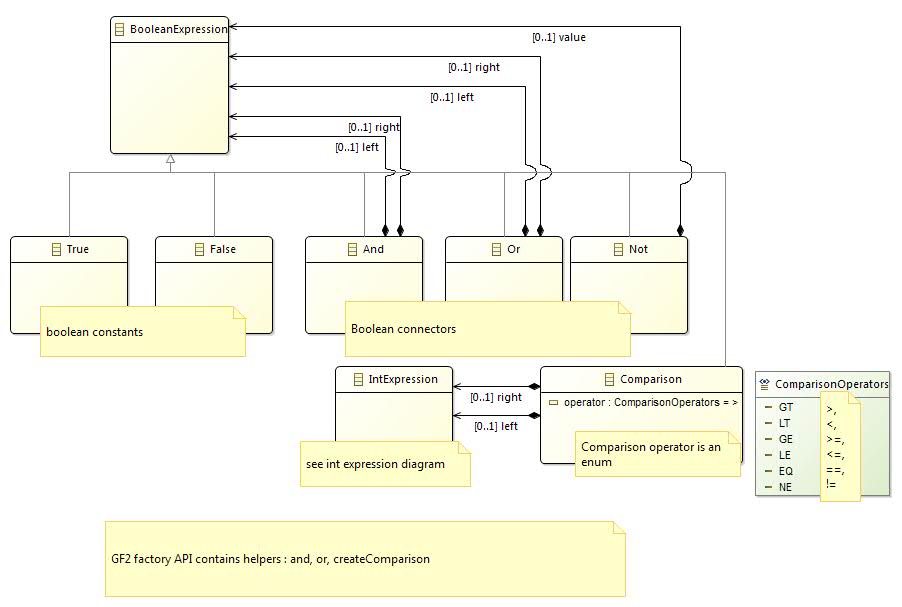 BooleanExpression
[0..1] value
[0..1] right
[0..1] left
[0..1] right
[0..1] left
True
False
And
Or
Not
boolean constants
Boolean connectors
IntExpression
Comparison
ComparisonOperators
[0..1] right
operator : ComparisonOperators = >
[0..1] left
GT >,
LT <,
GE >=,
LE <=,
EQ ==,
NE !=
see int expression diagram
Comparison operator is an
enum
GF2 factory API contains helpers : and, or, createComparison